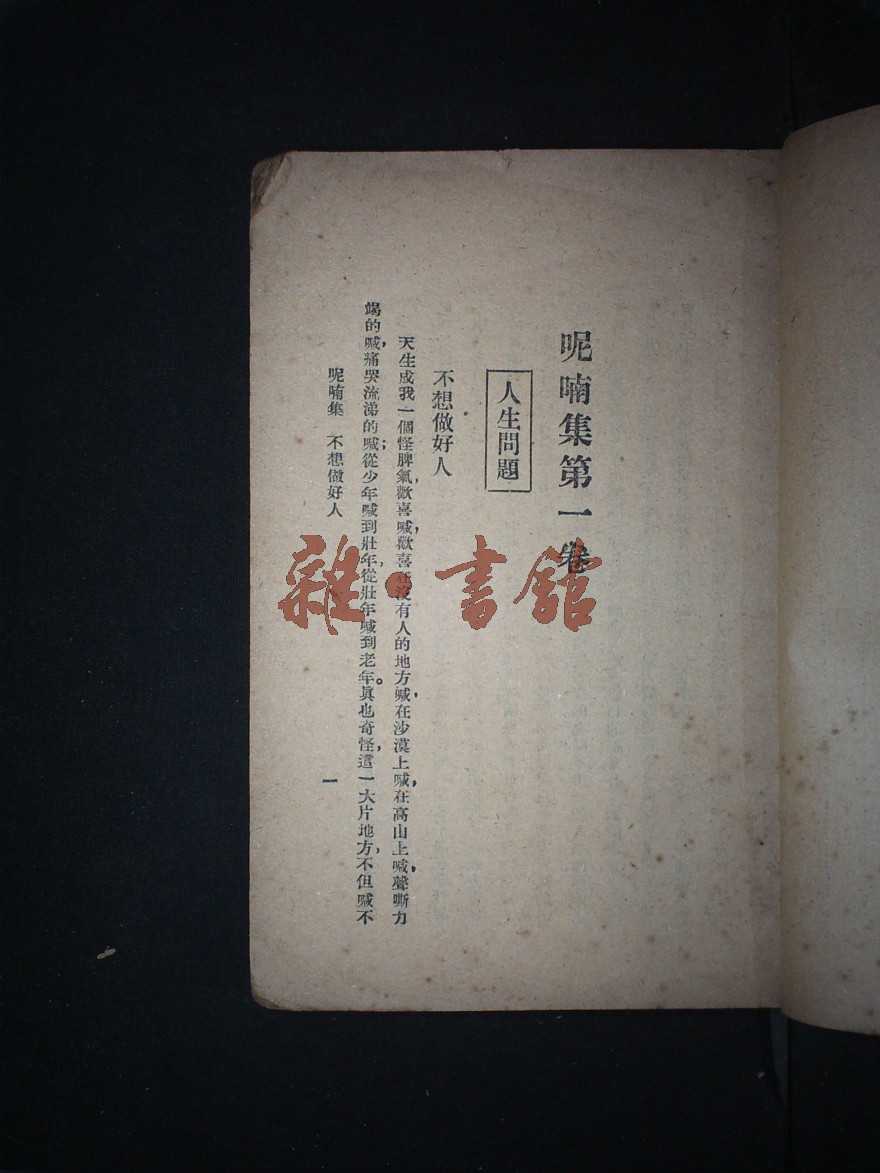 呢喃集第一卷
人生問題
不想做好人
天生成我一個怪脾氣，歡喜喊，歡喜在沒有人的地方喊，在沙漠上喊，在高山上喊，聲嘶力
竭的喊，痛哭流涕的喊；從少年喊到壯年，從壯年喊到老年。眞也奇怪，這一大片地方，不但喊不
呢喃集　不想做好人
一
雜·書館